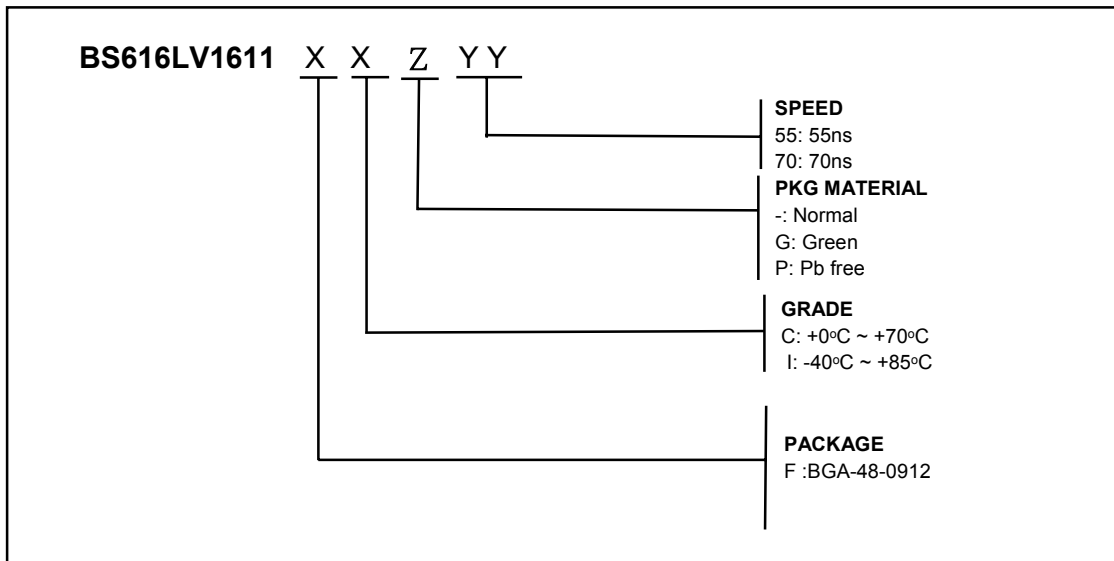 BS616LV1611 X X Z Y Y
SPEED
55: 55ns
70: 70ns
PKG MATERIAL
-: Normal
G: Green
P: Pb free
GRADE
C: +0oC ~ +70oC
I: -40oC ~ +85oC
PACKAGE
F :BGA-48-0912